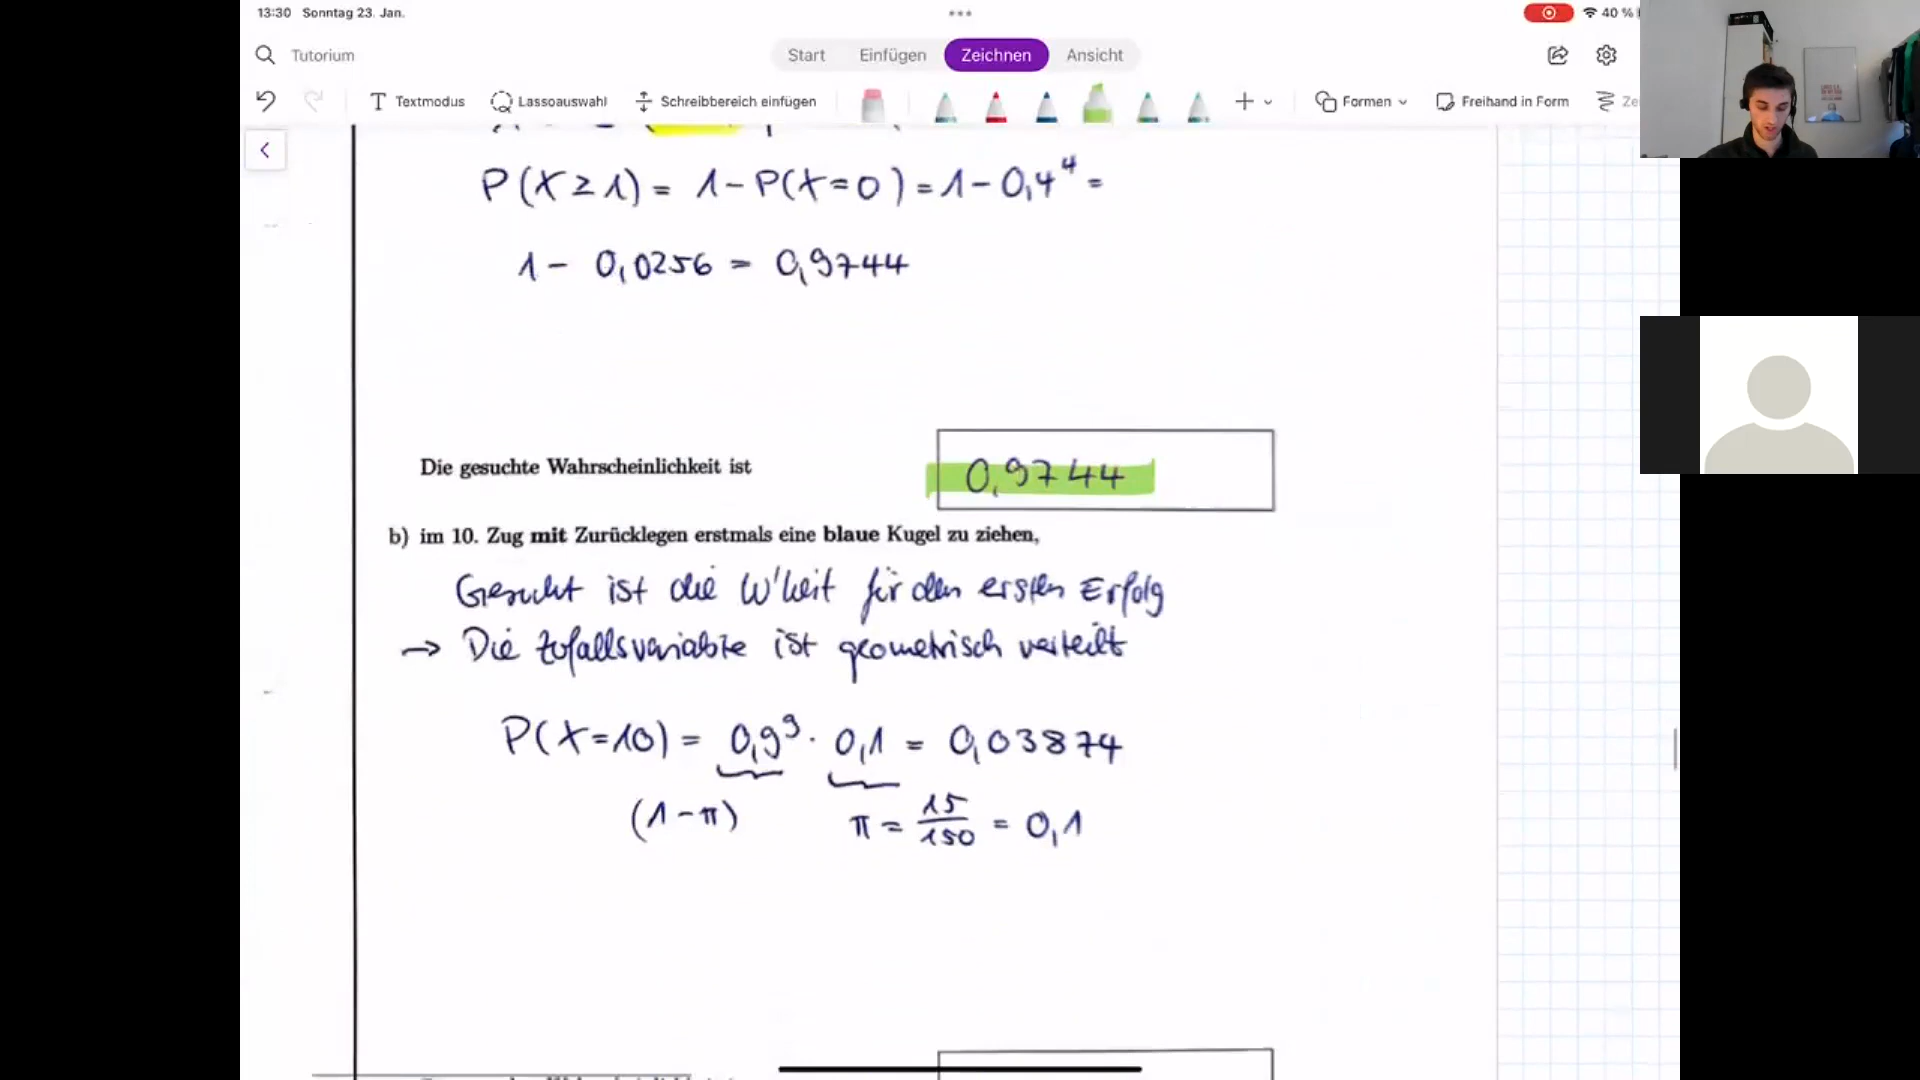 13:30 Sonntag 23. Jan.
40 %
Tutorium
Start Einfügen Zeichnen Ansicht
Textmodus Lassoauswahl Schreibbereich einfügen Formen Freihand in Form
P(X ≥ 1) = 1 - P(X = 0) = 1 - 0,4⁴ =
1 - 0,0256 = 0,9744
Die gesuchte Wahrscheinlichkeit ist
0,9744
b) im 10. Zug mit Zurücklegen erstmals eine blaue Kugel zu ziehen,
Gesucht ist die W'keit für den ersten Erfolg
→ Die Zufallsvariable ist geometrisch verteilt
P(X=10) = 0,9⁹ · 0,1 = 0,03874
(1 - π) π = 15/150 = 0,1